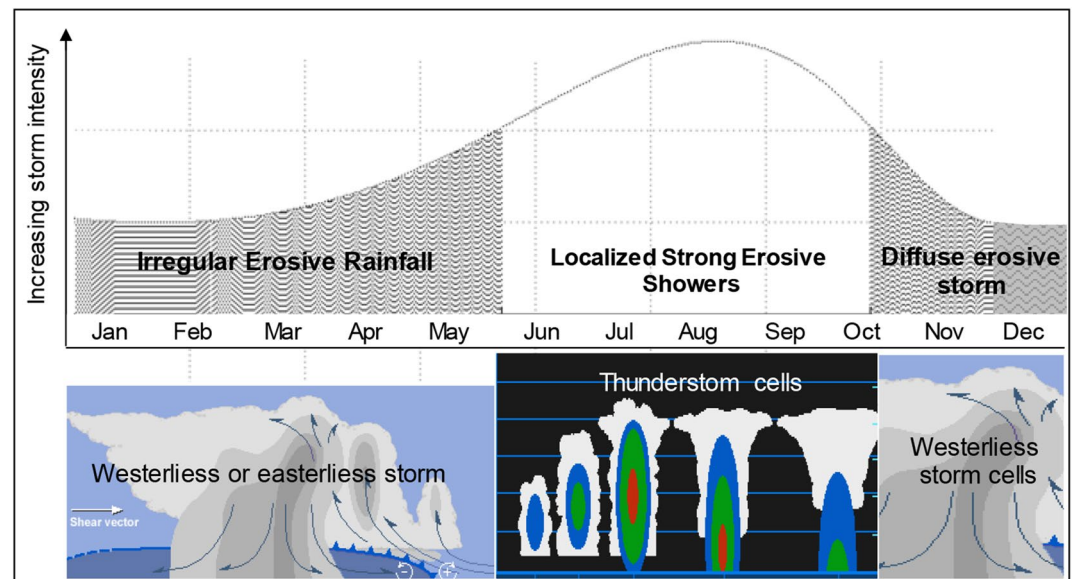 Increasing storm intensity
Irregular Erosive Rainfall
Localized Strong Erosive
Showers
Diffuse erosive
storm
Jan Feb Mar Apr May Jun Jul Aug Sep Oct Nov Dec
Westerliess or easterliess storm
Shear vector
- +
Thunderstom cells
Westerliess
storm cells